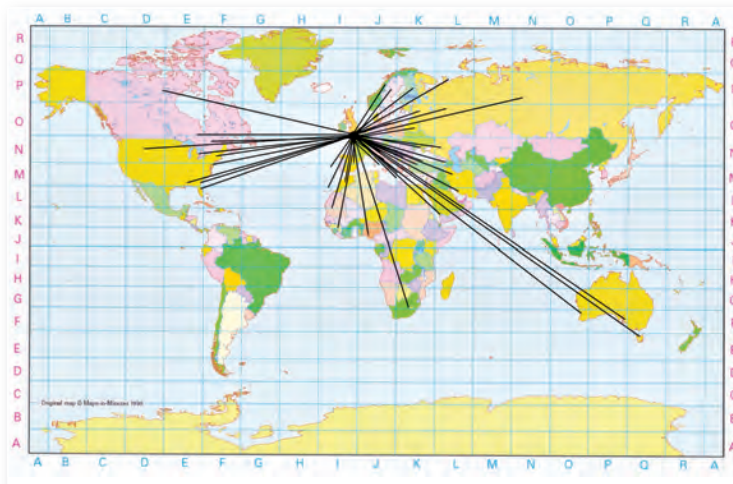 A B C D E F G H I J K L M N O P Q R A
R
Q
P
O
N
M
L
K
J
I
H
G
F
E
D
C
B
A
Original map © Maps-in-Minutes 1996
A B C D E F G H I J K L M N O P Q R A